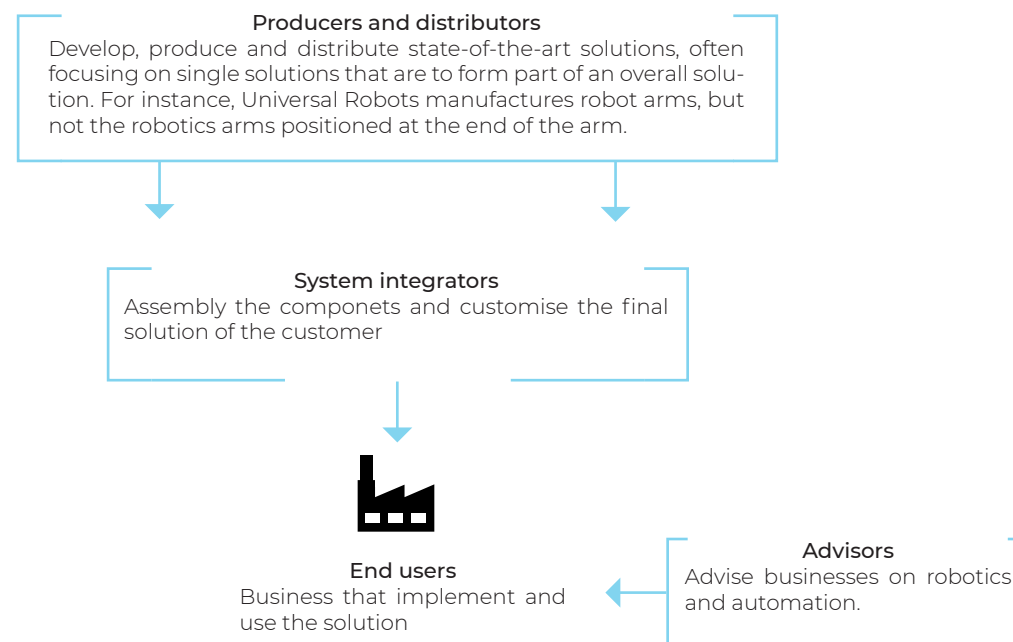 Producers and distributors
Develop, produce and distribute state-of-the-art solutions, often
focusing on single solutions that are to form part of an overall solu-
tion. For instance, Universal Robots manufactures robot arms, but
not the robotics arms positioned at the end of the arm.
System integrators
Assembly the componets and customise the final
solution of the customer
End users
Business that implement and
use the solution
Advisors
Advise businesses on robotics
and automation.